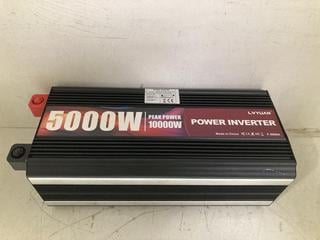 LVYUAN
5000W
PEAK POWER
10000W
POWER INVERTER
Made in China